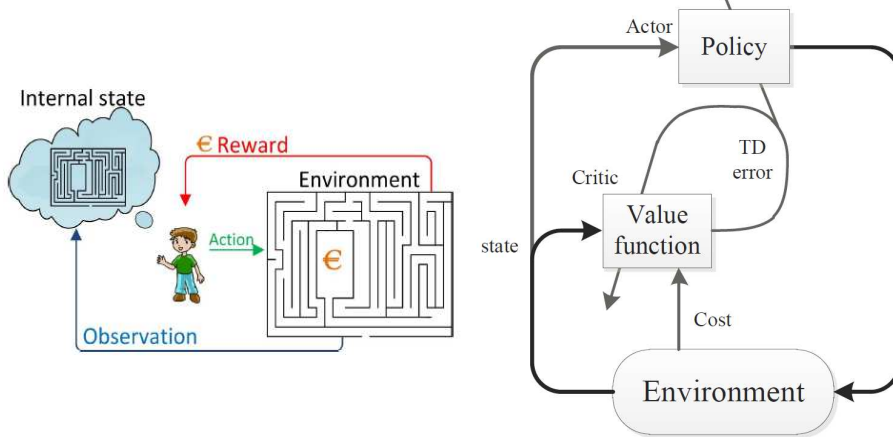 Internal state
€ Reward
Environment
Action
€
Observation
Actor
Policy
TD
error
Critic
Value
function
state
Cost
Environment